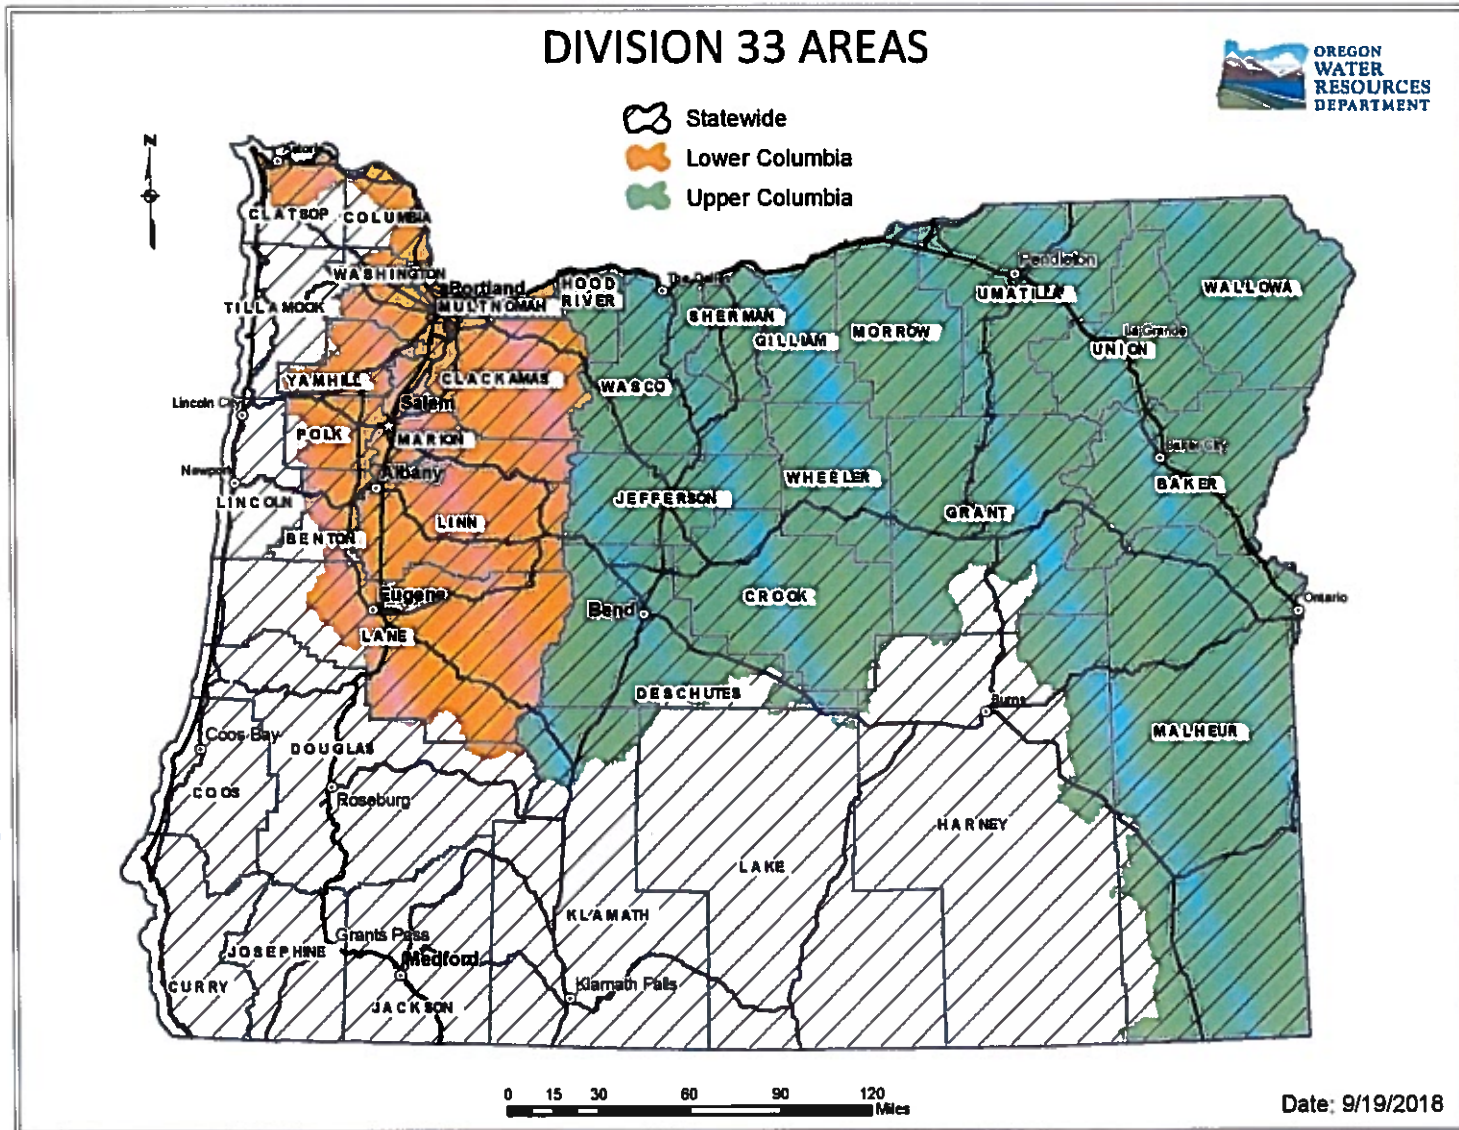 DIVISION 33 AREAS
OREGON
WATER
RESOURCES
DEPARTMENT
Statewide
Lower Columbia
Upper Columbia
N
Astoria
CLATSOP
COLUMBIA
WASHINGTON
Portland
HOOD
RIVER
The Dalles
Pendleton
TILLAMOOK
MULTNOMAH
SHERMAN
UMATILLA
WALLOWA
GILLIAM
MORROW
La Grande
UNION
YAMHILL
CLACKAMAS
WASCO
Lincoln City
Salem
POLK
MARION
Baker City
Newport
Albany
WHEELER
BAKER
LINCOLN
JEFFERSON
LINN
GRANT
BENTON
Eugene
CROOK
Bend
Ontario
LANE
DESCHUTES
Burns
Coos Bay
DOUGLAS
MALHEUR
COOS
Roseburg
HARNEY
LAKE
KLAMATH
Grants Pass
JOSEPHINE
Medford
CURRY
Klamath Falls
JACKSON
0 15 30 60 90 120
Miles
Date: 9/19/2018